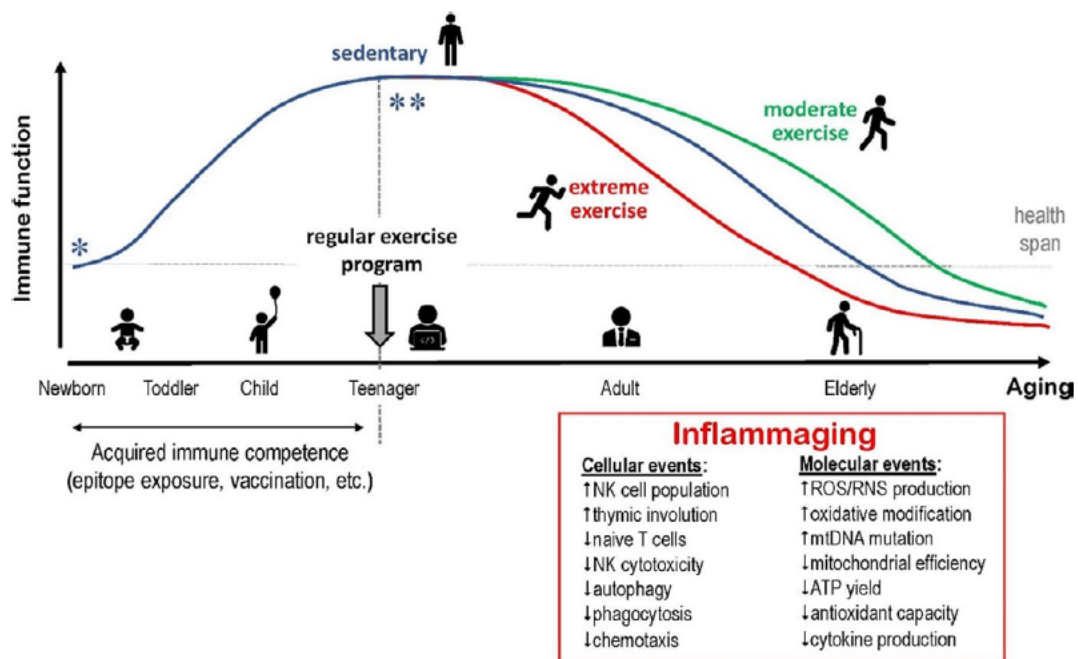 sedentary
**
moderate
exercise
extreme
exercise
Immune function
*
regular exercise
program
health
span
</>
Newborn
Toddler
Child
Teenager
Adult
Elderly
Aging
Acquired immune competence
(epitope exposure, vaccination, etc.)
Inflammaging
Cellular events:
↑NK cell population
↑thymic involution
↓naive T cells
↓NK cytotoxicity
↓autophagy
↓phagocytosis
↓chemotaxis
Molecular events:
↑ROS/RNS production
↑oxidative modification
↑mtDNA mutation
↓mitochondrial efficiency
↓ATP yield
↓antioxidant capacity
↓cytokine production